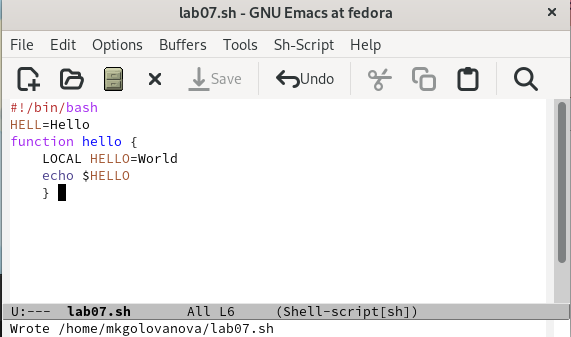 lab07.sh - GNU Emacs at fedora ×
File Edit Options Buffers Tools Sh-Script Help
Save Undo
#!/bin/bash
HELL=Hello
function hello {
    LOCAL HELLO=World
    echo $HELLO
    }
U:--- lab07.sh All L6 (Shell-script[sh])
Wrote /home/mkgolovanova/lab07.sh